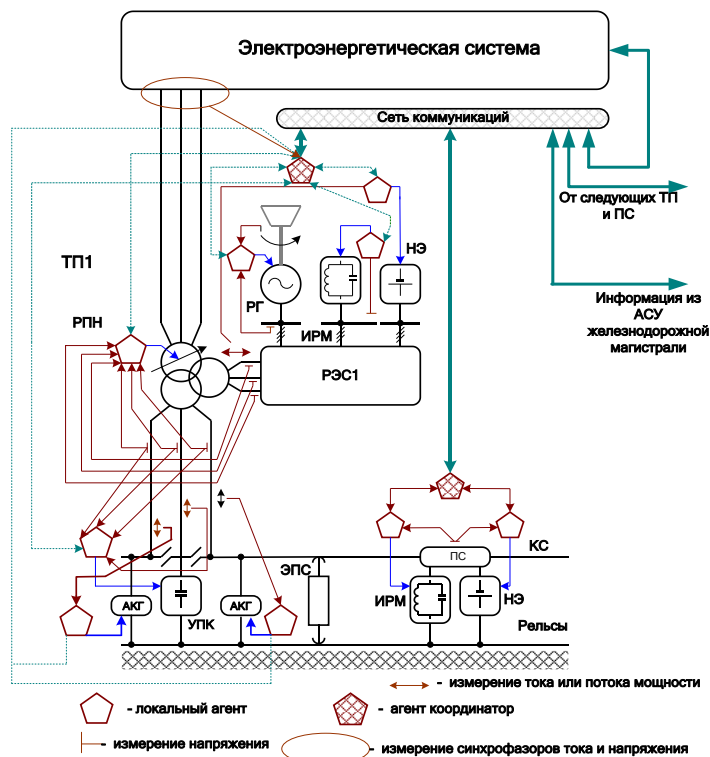 Электроэнергетическая система
Сеть коммуникаций
От следующих ТП
и ПС
ТП1
НЭ
РГ
РПН
ИРМ
Информация из
АСУ
железнодорожной
магистрали
РЭС1
КС
ПС
ЭПС
АКГ
УПК
АКГ
ИРМ
НЭ
Рельсы
- измерение тока или потока мощности
- локальный агент
- агент координатор
- измерение напряжения
- измерение синхрофазоров тока и напряжения